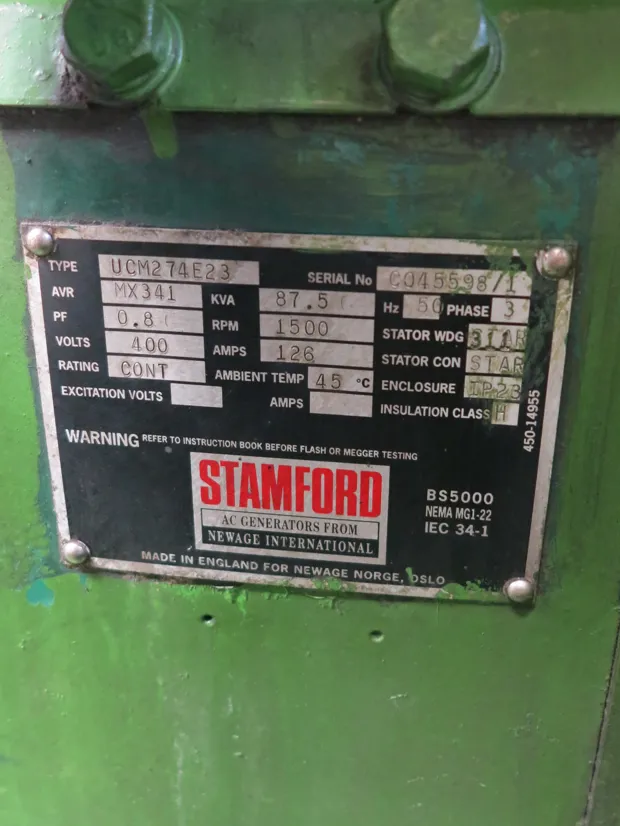 TYPE UCM274E23 SERIAL No C045598/1
AVR MX341 KVA 87.5 Hz 50 PHASE 3
PF 0.8 RPM 1500 STATOR WDG 311
VOLTS 400 AMPS 126 STATOR CON STAR
RATING CONT AMBIENT TEMP 45 °C ENCLOSURE IP23
EXCITATION VOLTS AMPS INSULATION CLASS H
450-14955
WARNING REFER TO INSTRUCTION BOOK BEFORE FLASH OR MEGGER TESTING
STAMFORD
AC GENERATORS FROM
NEWAGE INTERNATIONAL
BS5000
NEMA MG1-22
IEC 34-1
MADE IN ENGLAND FOR NEWAGE NORGE, OSLO